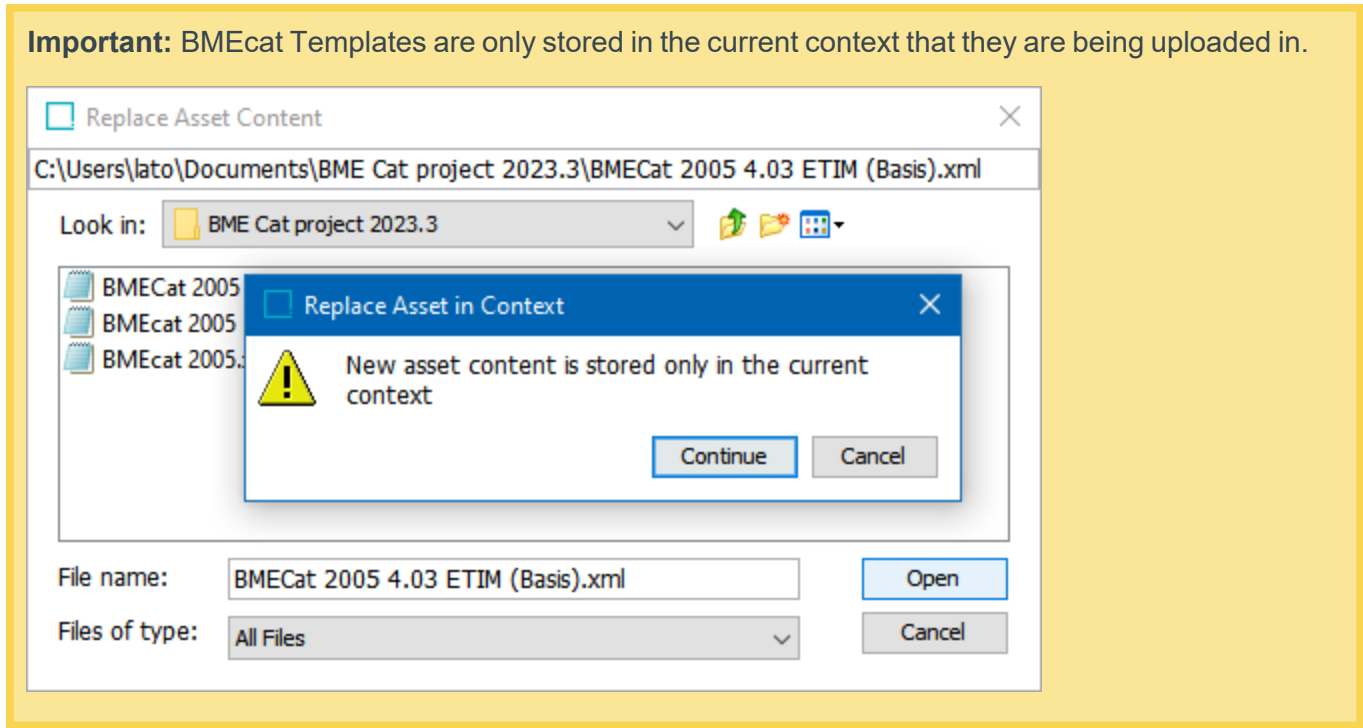 Important: BMEcat Templates are only stored in the current context that they are being uploaded in.
Replace Asset Content
C:\Users\lato\Documents\BME Cat project 2023.3\BMECat 2005 4.03 ETIM (Basis).xml
Look in: BME Cat project 2023.3
BMECat 2005
BMEcat 2005
BMEcat 2005.
Replace Asset in Context
New asset content is stored only in the current
context
Continue Cancel
File name: BMECat 2005 4.03 ETIM (Basis).xml Open
Files of type: All Files Cancel